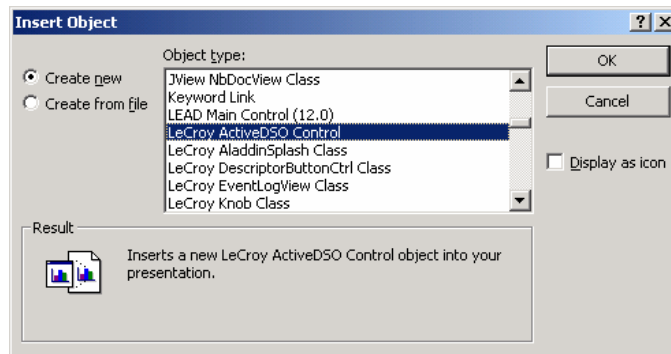 Insert Object
Object type:
Create new
Create from file
JView NbDocView Class
Keyword Link
LEAD Main Control (12.0)
LeCroy ActiveDSO Control
LeCroy AladdinSplash Class
LeCroy DescriptorButtonCtrl Class
LeCroy EventLogView Class
LeCroy Knob Class
OK
Cancel
Display as icon
Result
Inserts a new LeCroy ActiveDSO Control object into your
presentation.